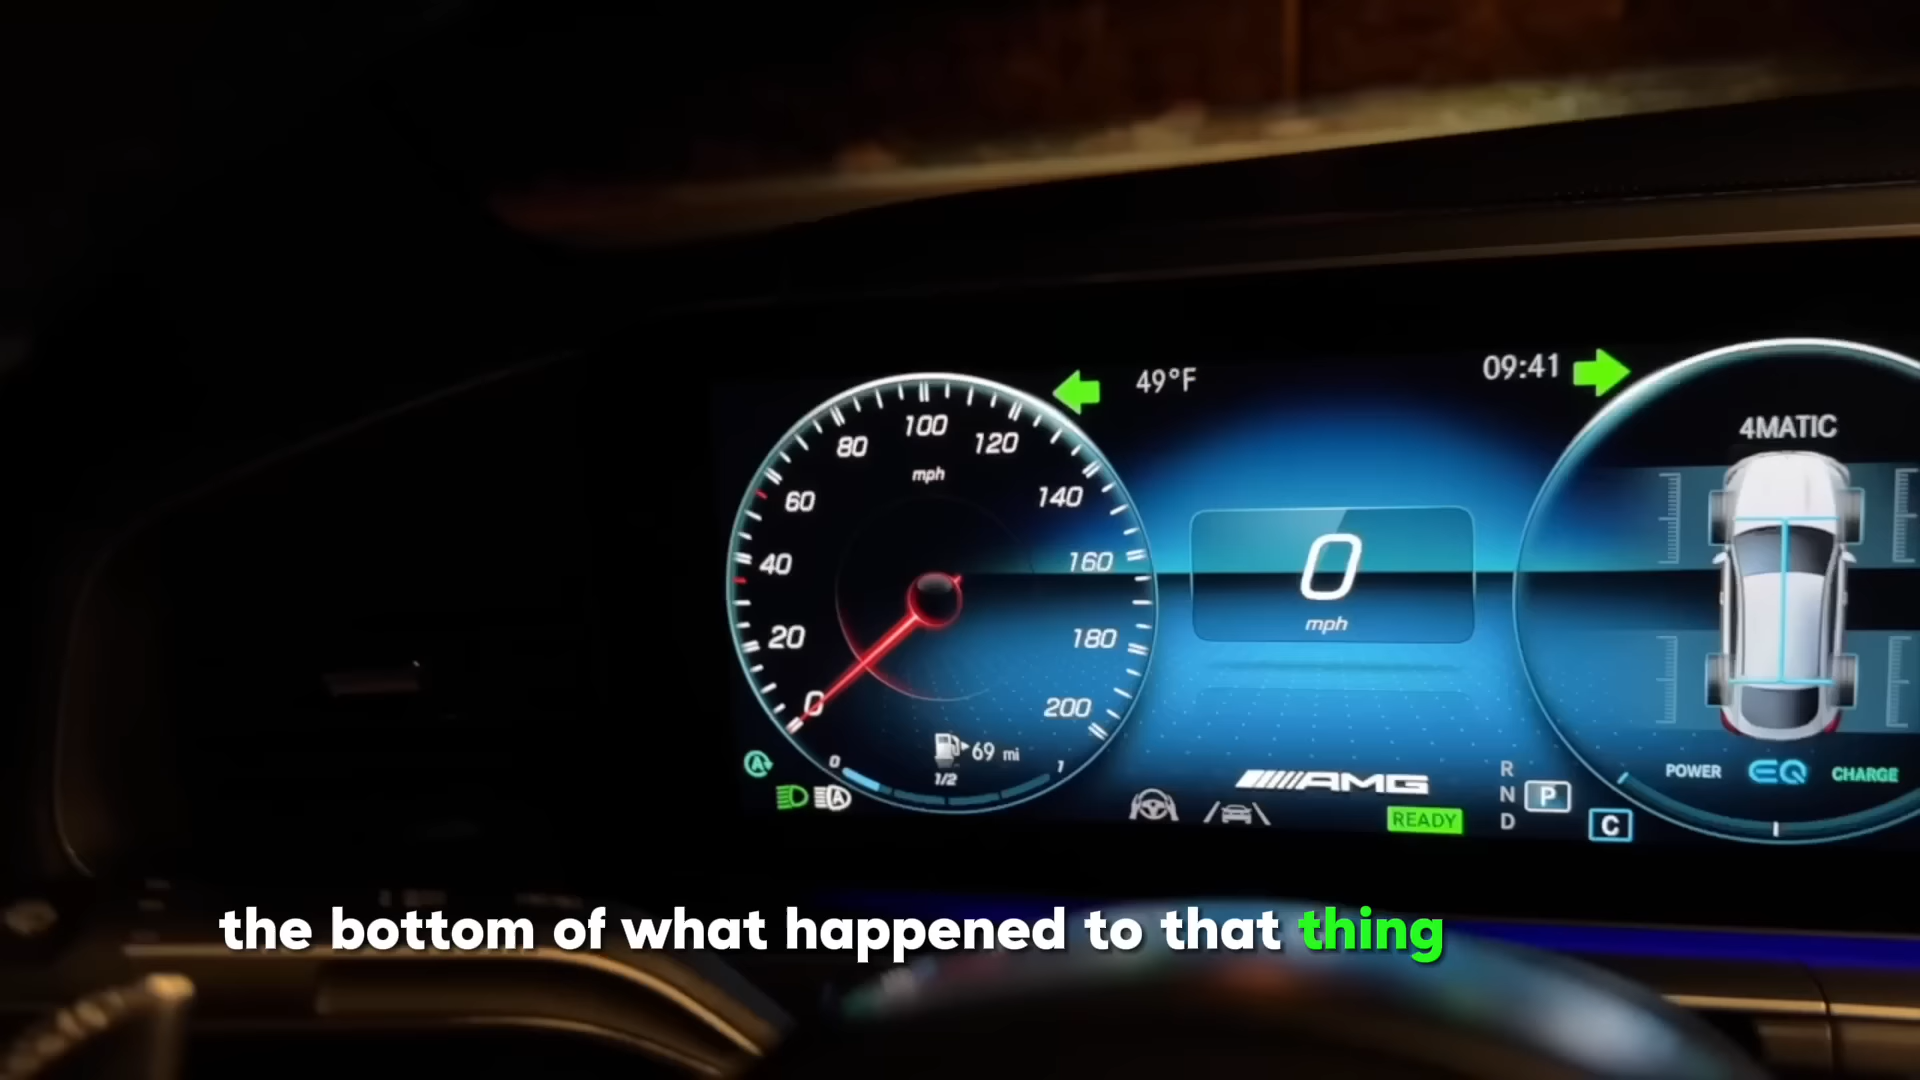 49°F
09:41
100
80
120
mph
60
140
40
160
20
180
0
200
69 mi
0
1/2
1
A
A
0
mph
AMG
READY
R
N
D
P
C
4MATIC
POWER
EQ
CHARGE
the bottom of what happened to that thing